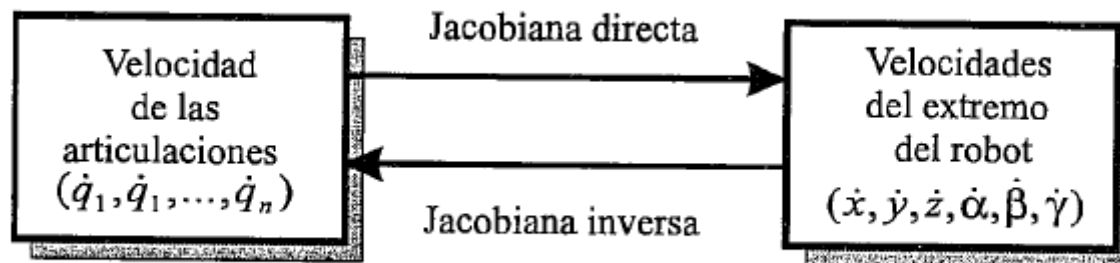 Velocidad
de las
articulaciones
(q̇₁,q̇₁,...,q̇ₙ)
Jacobiana directa
Jacobiana inversa
Velocidades
del extremo
del robot
(ẋ,ẏ,ż,α̇,β̇,γ̇)